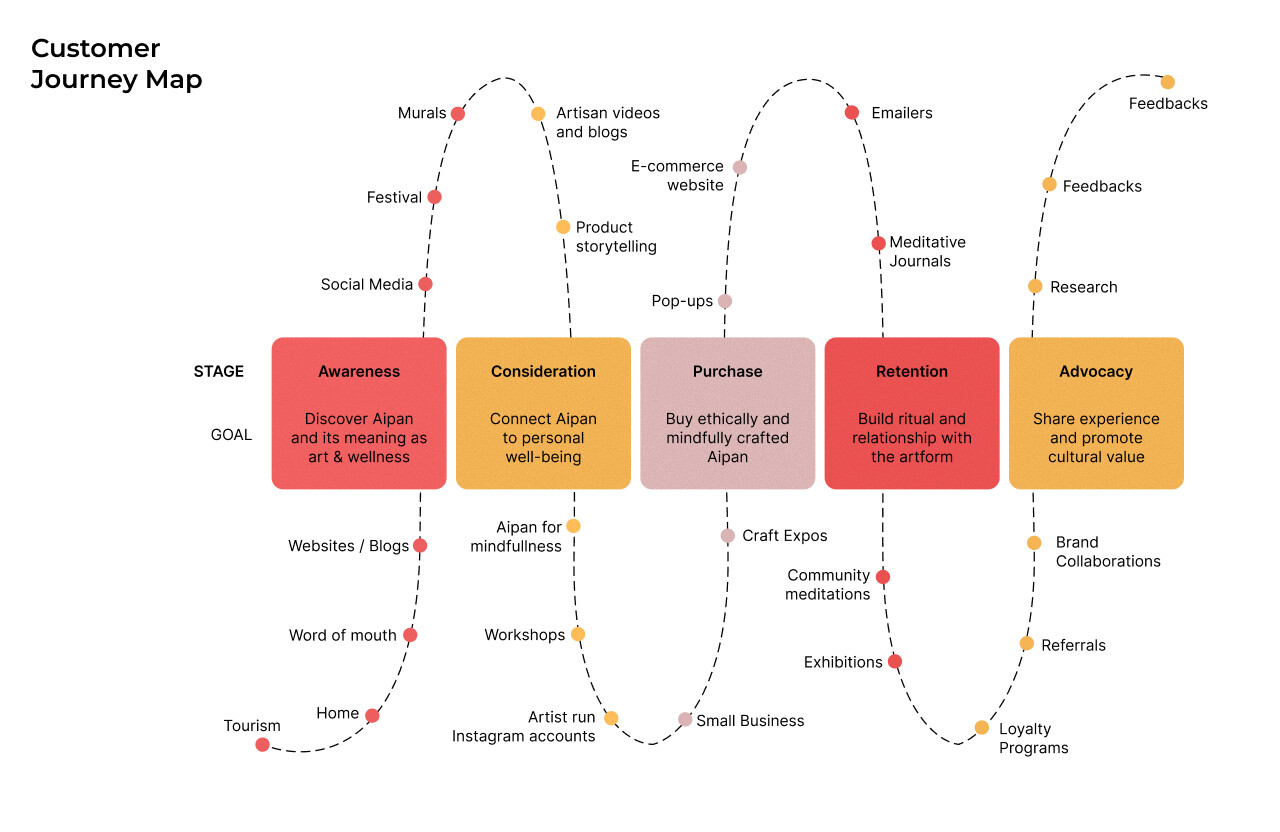 Customer
Journey Map
Murals
Artisan videos
and blogs
Festival
Product
storytelling
Social Media
E-commerce
website
Pop-ups
Emailers
Meditative
Journals
Feedbacks
Feedbacks
Research
STAGE
Awareness
Consideration
Purchase
Retention
Advocacy
GOAL
Discover Aipan
and its meaning as
art & wellness
Connect Aipan
to personal
well-being
Buy ethically and
mindfully crafted
Aipan
Build ritual and
relationship with
the artform
Share experience
and promote
cultural value
Websites / Blogs
Word of mouth
Home
Tourism
Aipan for
mindfullness
Workshops
Artist run
Instagram accounts
Craft Expos
Small Business
Community
meditations
Exhibitions
Brand
Collaborations
Referrals
Loyalty
Programs